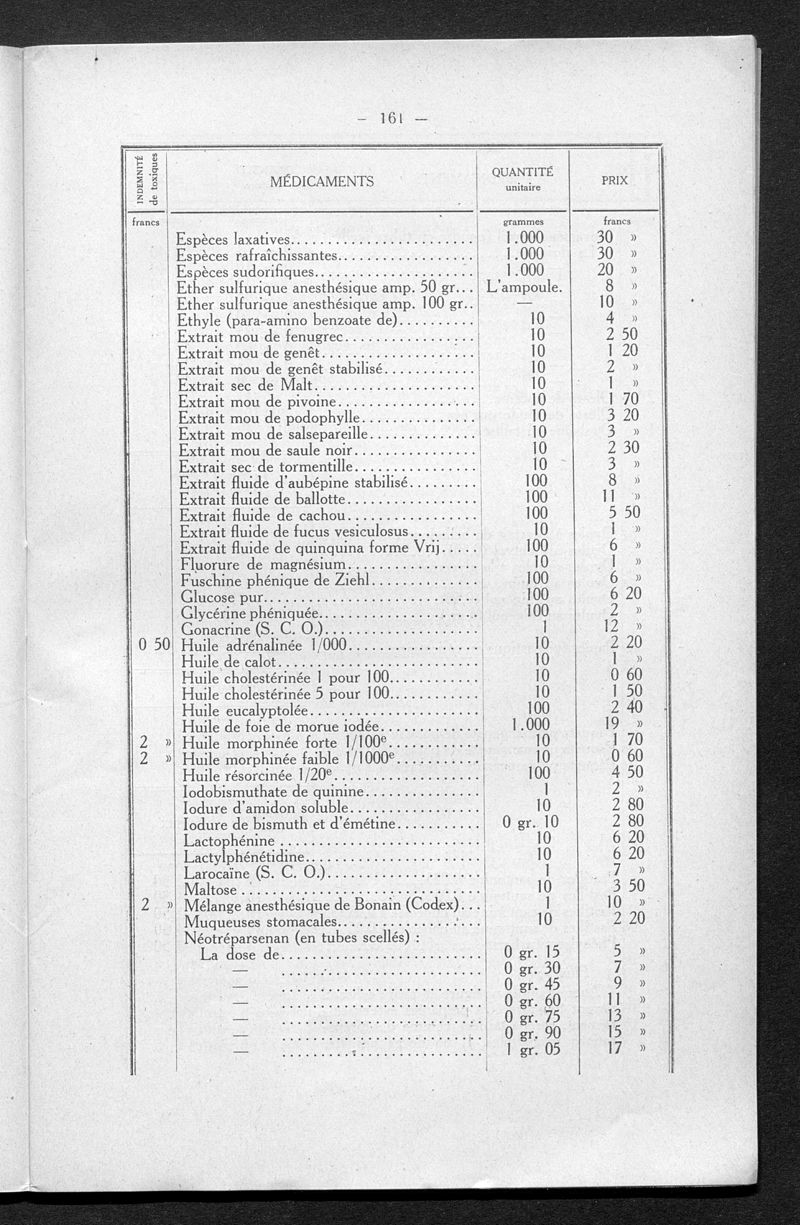 — 161 —
INDEMNITÉ de toxiques MÉDICAMENTS QUANTITÉ unitaire PRIX
francs grammes francs
Espèces laxatives........................ 1.000 30 »
Espèces rafraîchissantes.................. 1.000 30 »
Espèces sudorifiques..................... 1.000 20 »
Ether sulfurique anesthésique amp. 50 gr... L'ampoule. 8 »
Ether sulfurique anesthésique amp. 100 gr.. — 10 »
Ethyle (para-amino benzoate de).......... 10 4 »
Extrait mou de fenugrec................. 10 2 50
Extrait mou de genêt.................... 10 1 20
Extrait mou de genêt stabilisé............ 10 2 »
Extrait sec de Malt...................... 10 1 »
Extrait mou de pivoine.................. 10 1 70
Extrait mou de podophylle............... 10 3 20
Extrait mou de salsepareille.............. 10 3 »
Extrait mou de saule noir................ 10 2 30
Extrait sec de tormentille................ 10 3 »
Extrait fluide d'aubépine stabilisé......... 100 8 »
Extrait fluide de ballotte................. 100 11 »
Extrait fluide de cachou................. 100 5 50
Extrait fluide de fucus vesiculosus......... 10 1 »
Extrait fluide de quinquina forme Vrij..... 100 6 »
Fluorure de magnésium................. 10 1 »
Fuschine phénique de Ziehl.............. 100 6 »
Glucose pur............................ 100 6 20
Glycérine phéniquée..................... 100 2 »
Gonacrine (S. C. O.).................... 1 12 »
0 50 Huile adrénalinée 1/000................. 10 2 20
Huile de calot.......................... 10 1 »
Huile cholestérinée 1 pour 100............ 10 0 60
Huile cholestérinée 5 pour 100............ 10 1 50
Huile eucalyptolée...................... 100 2 40
Huile de foie de morue iodée............. 1.000 19 »
2 » Huile morphinée forte 1/100e............ 10 1 70
2 » Huile morphinée faible 1/1000e........... 10 0 60
Huile résorcinée 1/20e................... 100 4 50
Iodobismuthate de quinine............... 1 2 »
Iodure d'amidon soluble................. 10 2 80
Iodure de bismuth et d'émétine........... 0 gr. 10 2 80
Lactophénine .......................... 10 6 20
Lactylphénétidine....................... 10 6 20
Larocaïne (S. C. O.).................... 1 7 »
Maltose ............................... 10 3 50
2 » Mélange anesthésique de Bonain (Codex)... 1 10 »
Muqueuses stomacales................... 10 2 20
Néotréparsenan (en tubes scellés) :
La dose de.......................... 0 gr. 15 5 »
— .......................... 0 gr. 30 7 »
— .......................... 0 gr. 45 9 »
— .......................... 0 gr. 60 11 »
— .......................... 0 gr. 75 13 »
— .......................... 0 gr. 90 15 »
— .......................... 1 gr. 05 17 »